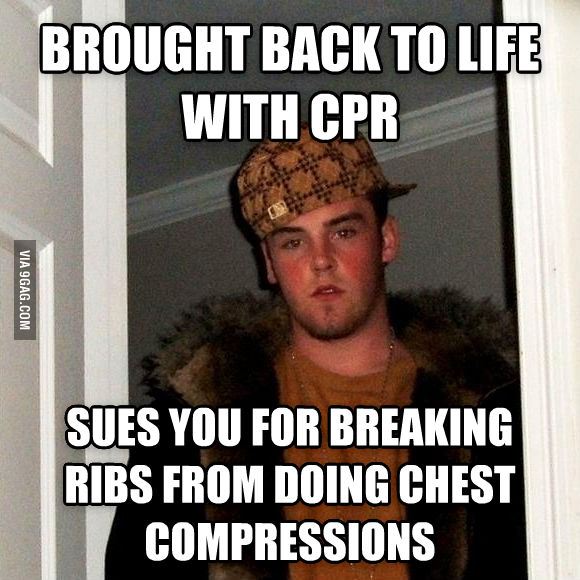 BROUGHT BACK TO LIFE
WITH CPR
VIA 9GAG.COM
SUES YOU FOR BREAKING
RIBS FROM DOING CHEST
COMPRESSIONS